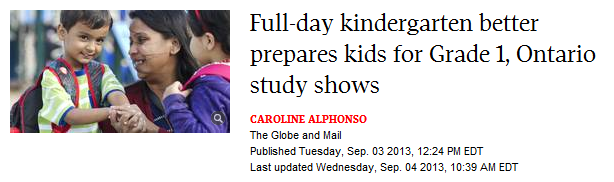 Full-day kindergarten better
prepares kids for Grade 1, Ontario
study shows
CAROLINE ALPHONSO
The Globe and Mail
Published Tuesday, Sep. 03 2013, 12:24 PM EDT
Last updated Wednesday, Sep. 04 2013, 10:39 AM EDT